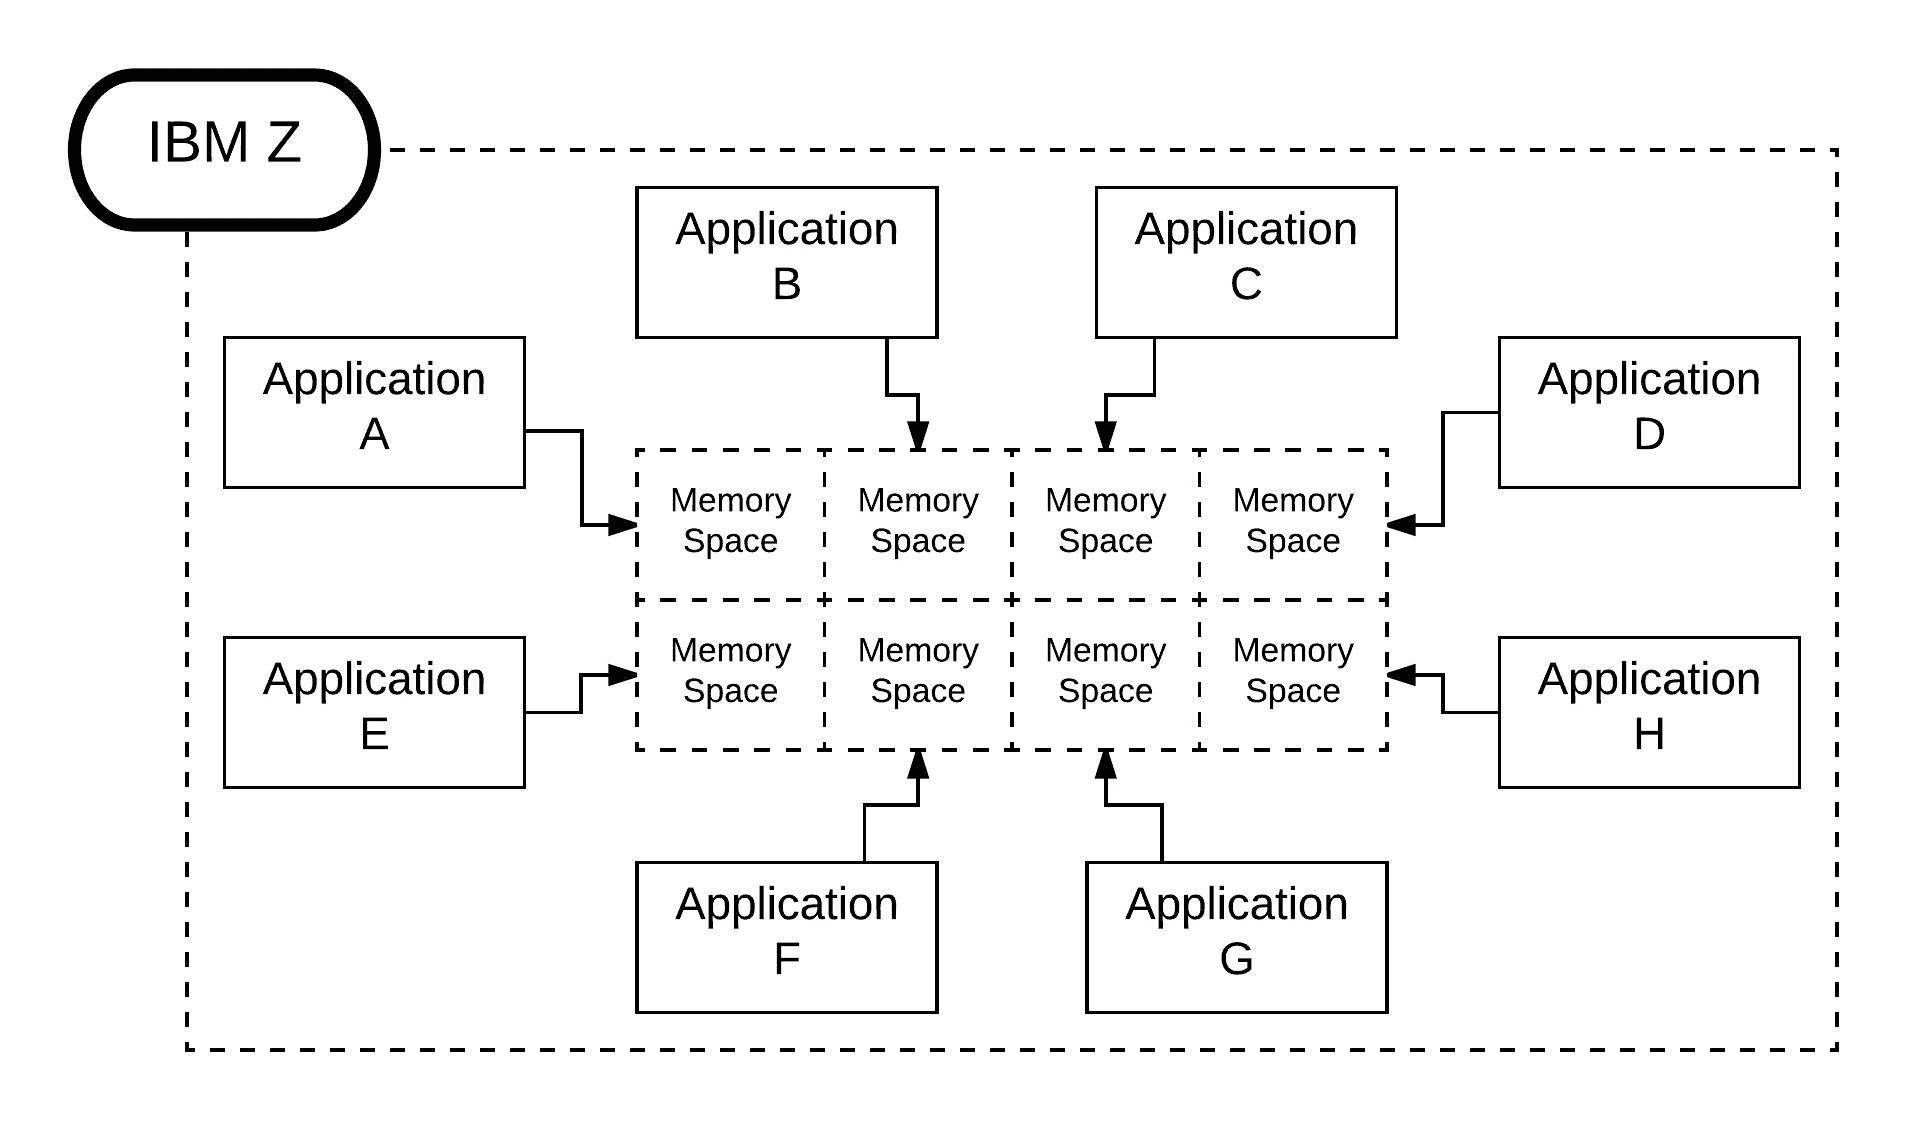 IBM Z
Application
B
Application
C
Application
A
Application
D
Memory
Space
Memory
Space
Memory
Space
Memory
Space
Memory
Space
Memory
Space
Memory
Space
Memory
Space
Application
E
Application
H
Application
F
Application
G